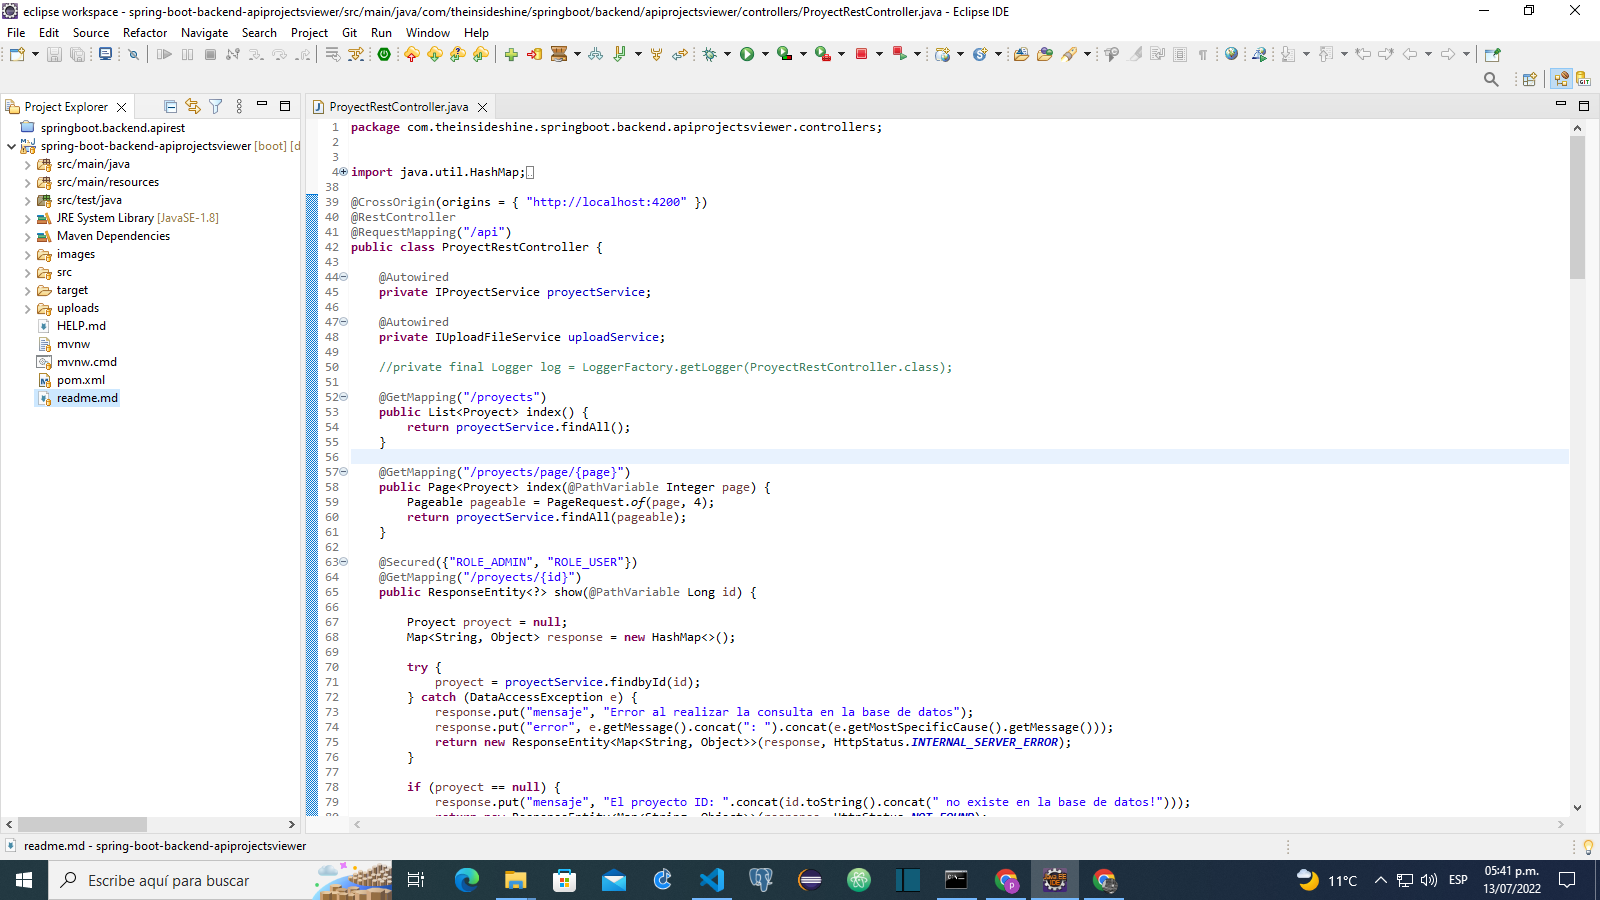 eclipse workspace - spring-boot-backend-apiprojectsviewer/src/main/java/com/theinsideshine/springboot/backend/apiprojectsviewer/controllers/ProyectRestController.java - Eclipse IDE
File Edit Source Refactor Navigate Search Project Git Run Window Help
Project Explorer
springboot.backend.apirest
spring-boot-backend-apiprojectsviewer [boot] [d
src/main/java
src/main/resources
src/test/java
JRE System Library [JavaSE-1.8]
Maven Dependencies
images
src
target
uploads
HELP.md
mvnw
mvnw.cmd
pom.xml
readme.md
ProyectRestController.java
1 package com.theinsideshine.springboot.backend.apiprojectsviewer.controllers;
2
3
4 import java.util.HashMap;
38
39 @CrossOrigin(origins = { "http://localhost:4200" })
40 @RestController
41 @RequestMapping("/api")
42 public class ProyectRestController {
43
44 @Autowired
45 private IProyectService proyectService;
46
47 @Autowired
48 private IUploadFileService uploadService;
49
50 //private final Logger log = LoggerFactory.getLogger(ProyectRestController.class);
51
52 @GetMapping("/proyects")
53 public List<Proyect> index() {
54 return proyectService.findAll();
55 }
56
57 @GetMapping("/proyects/page/{page}")
58 public Page<Proyect> index(@PathVariable Integer page) {
59 Pageable pageable = PageRequest.of(page, 4);
60 return proyectService.findAll(pageable);
61 }
62
63 @Secured({"ROLE_ADMIN", "ROLE_USER"})
64 @GetMapping("/proyects/{id}")
65 public ResponseEntity<?> show(@PathVariable Long id) {
66
67 Proyect proyect = null;
68 Map<String, Object> response = new HashMap<>();
69
70 try {
71 proyect = proyectService.findbyId(id);
72 } catch (DataAccessException e) {
73 response.put("mensaje", "Error al realizar la consulta en la base de datos");
74 response.put("error", e.getMessage().concat(": ").concat(e.getMostSpecificCause().getMessage()));
75 return new ResponseEntity<Map<String, Object>>(response, HttpStatus.INTERNAL_SERVER_ERROR);
76 }
77
78 if (proyect == null) {
79 response.put("mensaje", "El proyecto ID: ".concat(id.toString().concat(" no existe en la base de datos!")));
80 return new ResponseEntity<Map<String, Object>>(response, HttpStatus.NOT_FOUND);
readme.md - spring-boot-backend-apiprojectsviewer
Escribe aquí para buscar
11°C
ESP
05:41 p.m.
13/07/2022